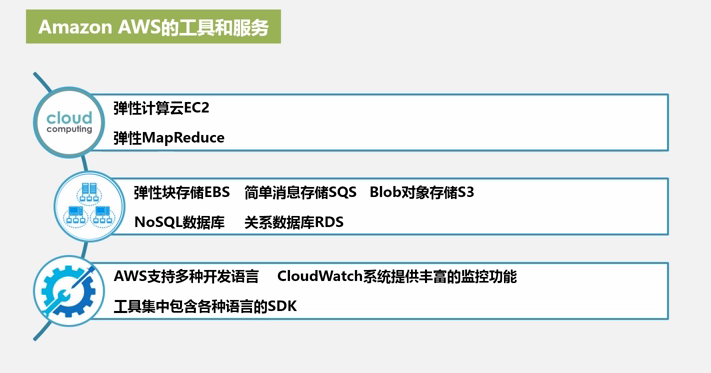 Amazon AWS的工具和服务
cloud
computing
弹性计算云EC2
弹性MapReduce
弹性块存储EBS 简单消息存储SQS Blob对象存储S3
NoSQL数据库 关系数据库RDS
AWS支持多种开发语言 CloudWatch系统提供丰富的监控功能
工具集中包含各种语言的SDK